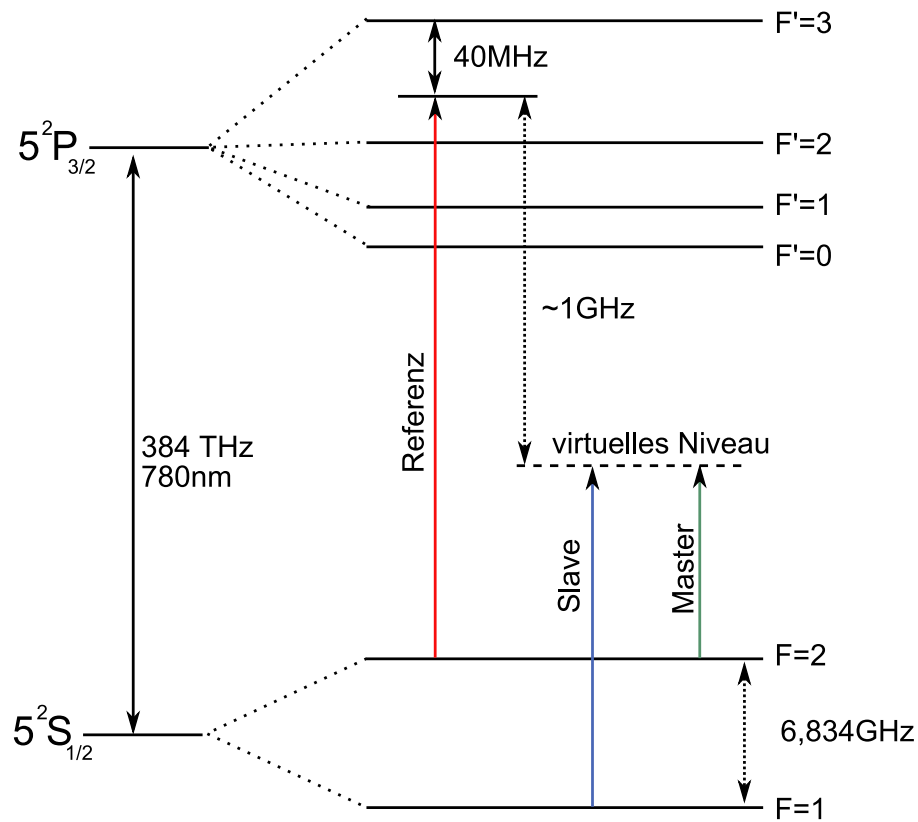 F'=3
40MHz
5²P₃/₂
F'=2
F'=1
F'=0
~1GHz
Referenz
384 THz
780nm
virtuelles Niveau
Slave
Master
F=2
5²S₁/₂
6,834GHz
F=1